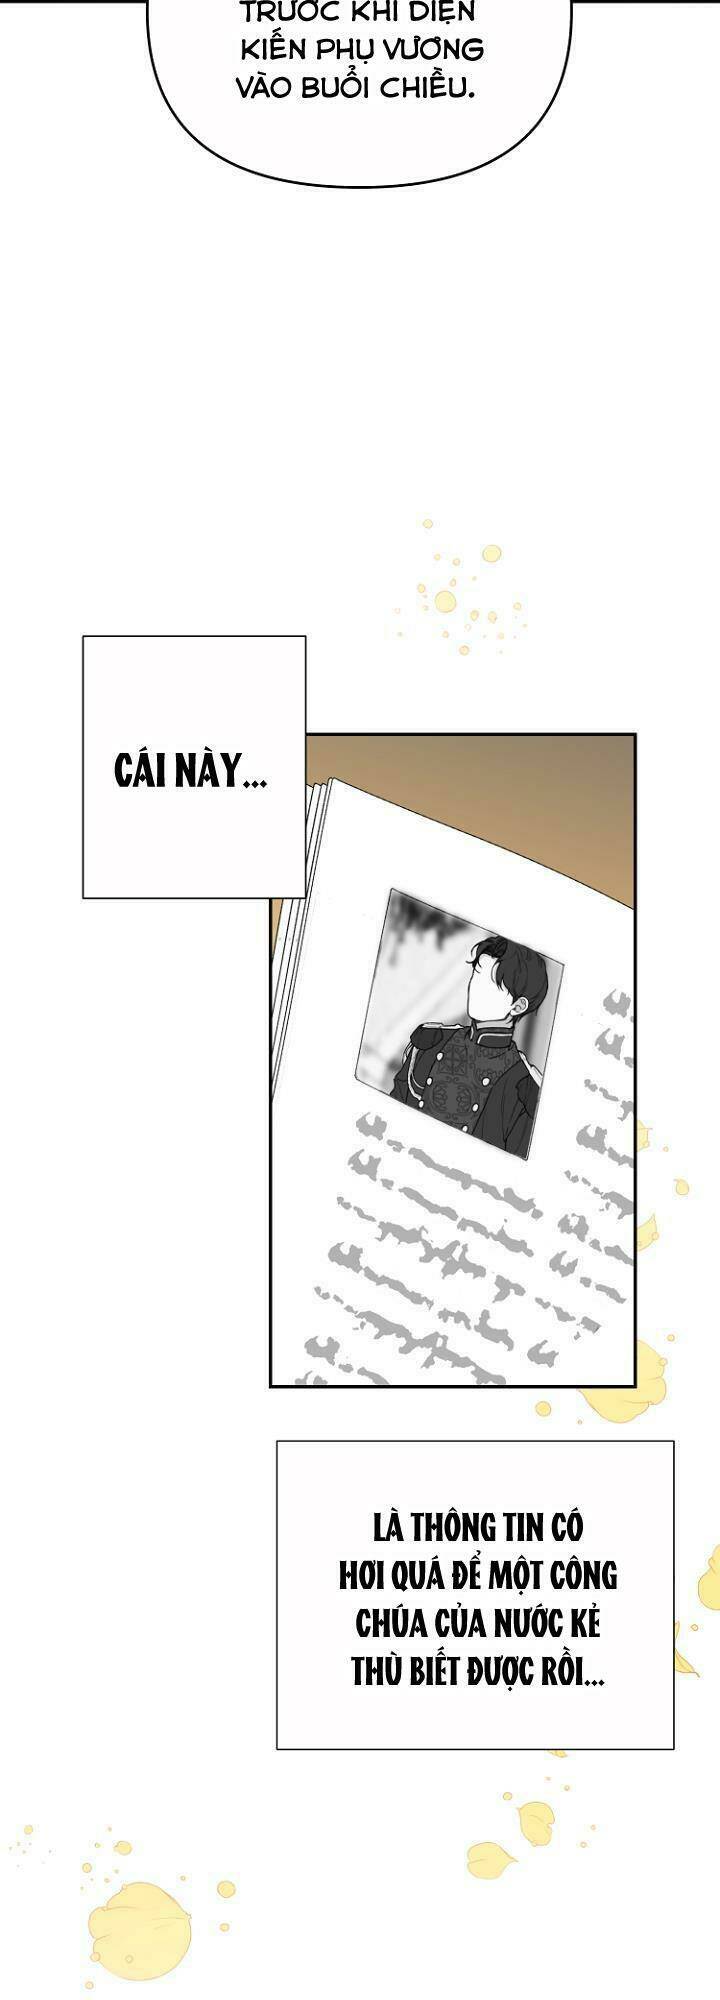 TRƯỚC KHI DIỆN
KIẾN PHỤ VƯƠNG
VÀO BUỔI CHIỀU.
CÁI NÀY...
LÀ THÔNG TIN CÓ
HƠI QUÁ ĐỂ MỘT CÔNG
CHÚA CỦA NƯỚC KẺ
THÙ BIẾT ĐƯỢC RỒI...